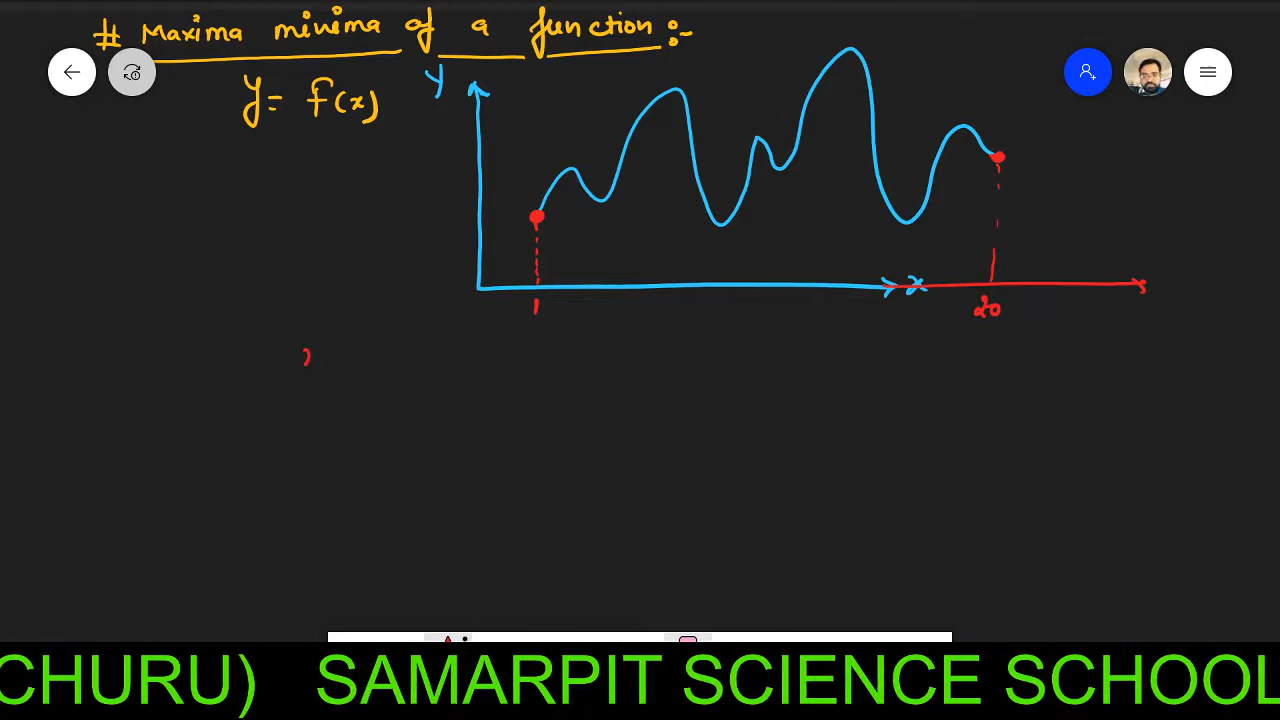 # Maxima minima of a function :-
y = f(x)
Y
x
1
20
CHURU) SAMARPIT SCIENCE SCHOOL